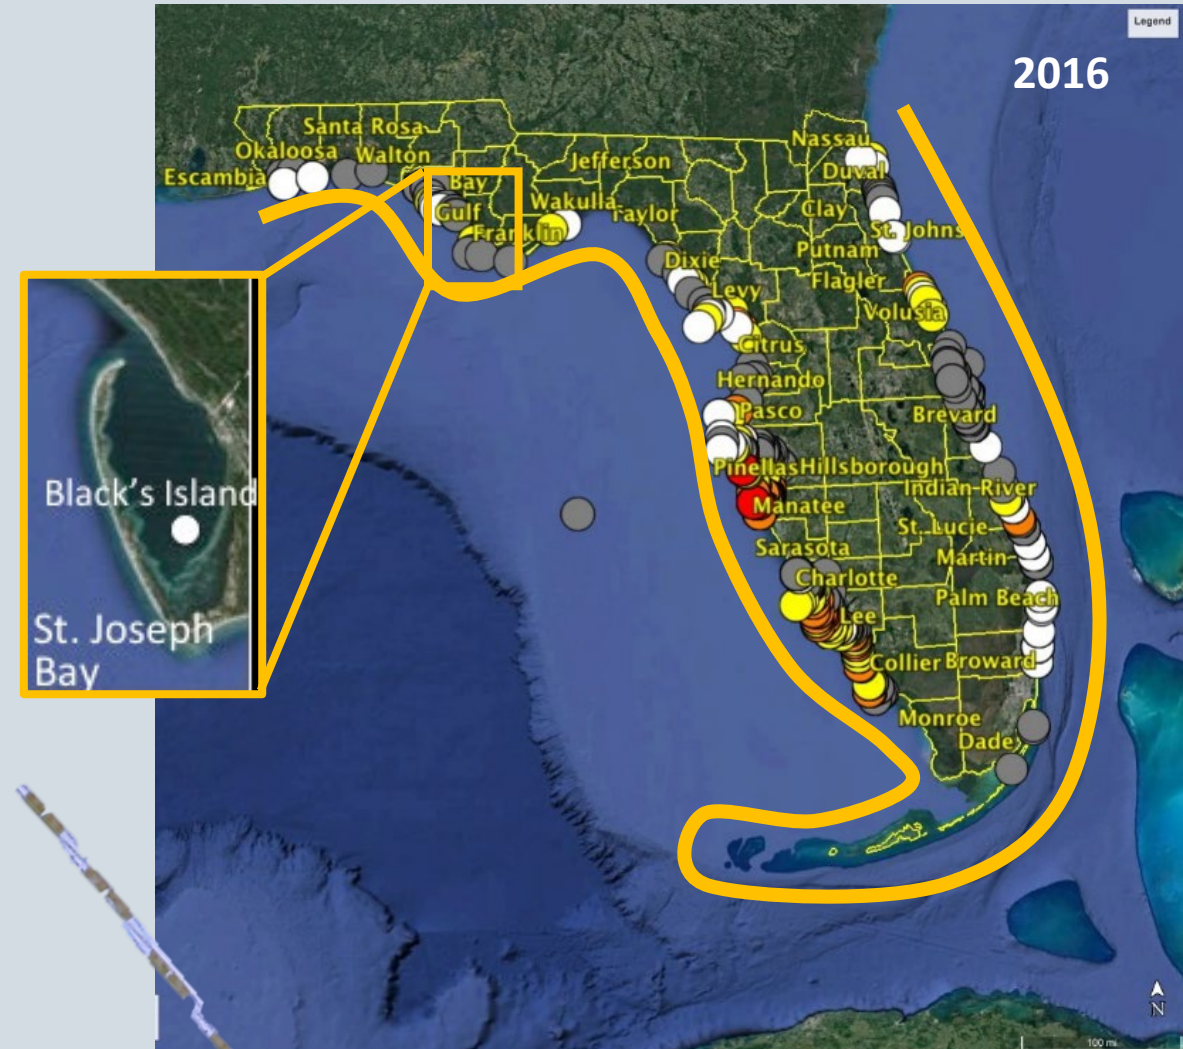 Legend
2016
Santa Rosa
Okaloosa
Walton
Escambia
Bay
Gulf
Franklin
Jefferson
Wakulla
Taylor
Nassau
Duval
Clay
St. Johns
Putnam
Flagler
Dixie
Levy
Volusia
Citrus
Hernando
Pasco
Brevard
Pinellas
Hillsborough
Indian River
Manatee
St. Lucie
Sarasota
Martin
Charlotte
Palm Beach
Lee
Collier
Broward
Monroe
Dade
Black's Island
St. Joseph
Bay
N
100 mi